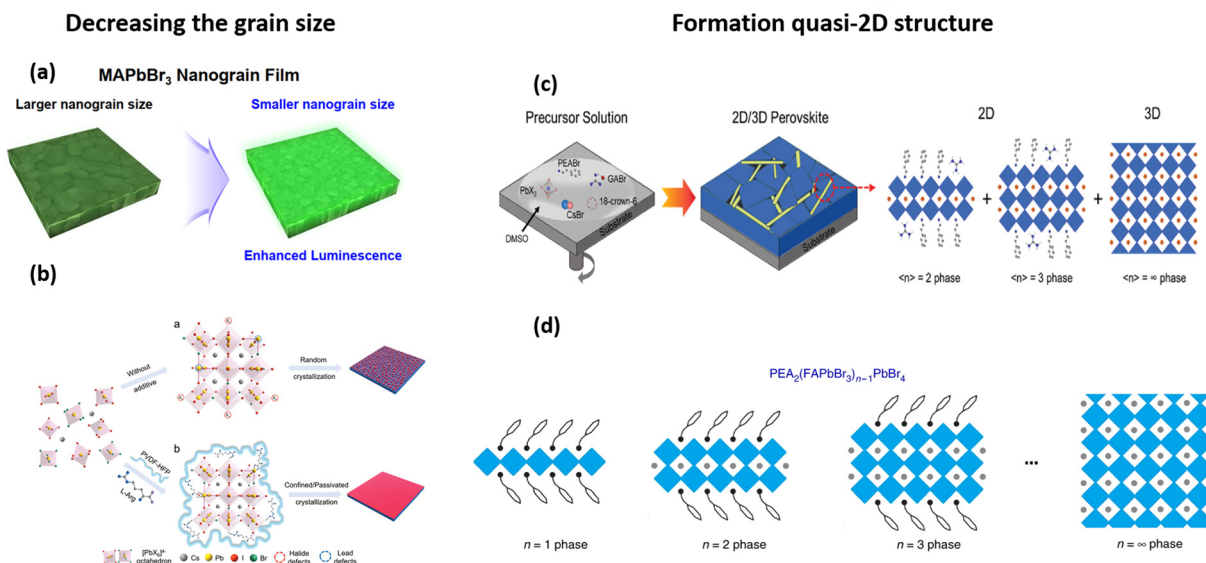 Decreasing the grain size
Formation quasi-2D structure
(a)
MAPbBr3 Nanograin Film
Larger nanograin size
Smaller nanograin size
Enhanced Luminescence
(b)
a
Without
additive
Random
crystallization
b
PVDF-HFP
L-Arg
Confined/Passivated
crystallization
[PbX6]4-
octahedron
Cs
Pb
I
Br
Halide
defects
Lead
defects
(c)
Precursor Solution
2D/3D Perovskite
2D
3D
PEABr
PbX2
GABr
18-crown-6
CsBr
DMSO
Substrate
Substrate
+
+
<n> = 2 phase
<n> = 3 phase
<n> = ∞ phase
(d)
PEA2(FAPbBr3)n−1PbBr4
...
n = 1 phase
n = 2 phase
n = 3 phase
n = ∞ phase